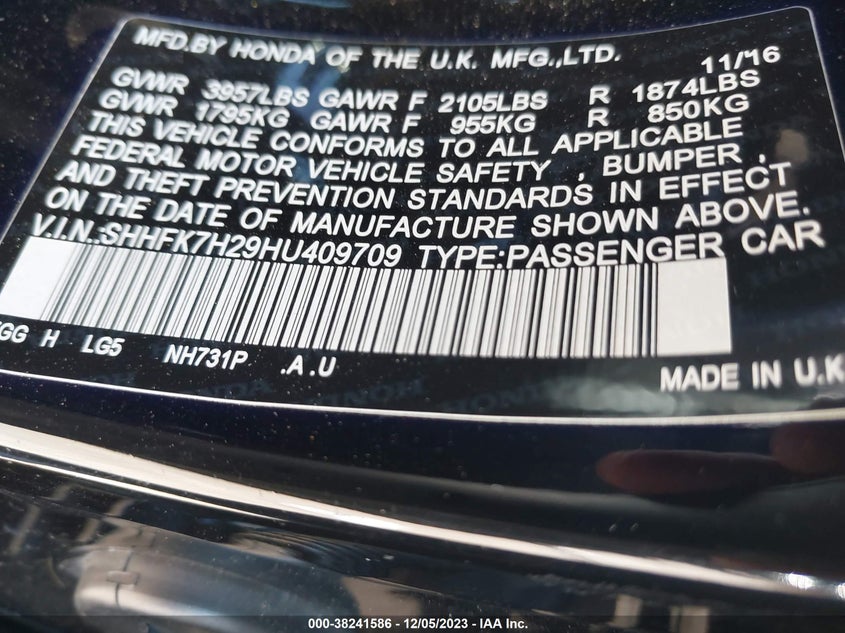 MFD.BY HONDA OF THE U.K. MFG.,LTD. 11/16
GVWR 3957LBS GAWR F 2105LBS R 1874LBS
GVWR 1795KG GAWR F 955KG R 850KG
THIS VEHICLE CONFORMS TO ALL APPLICABLE
FEDERAL MOTOR VEHICLE SAFETY , BUMPER ,
AND THEFT PREVENTION STANDARDS IN EFFECT
ON THE DATE OF MANUFACTURE SHOWN ABOVE.
V.I.N.:SHHFK7H29HU409709 TYPE:PASSENGER CAR
GG H LG5 NH731P .A.U
MADE IN U.K
000-38241586 - 12/05/2023 - IAA Inc.